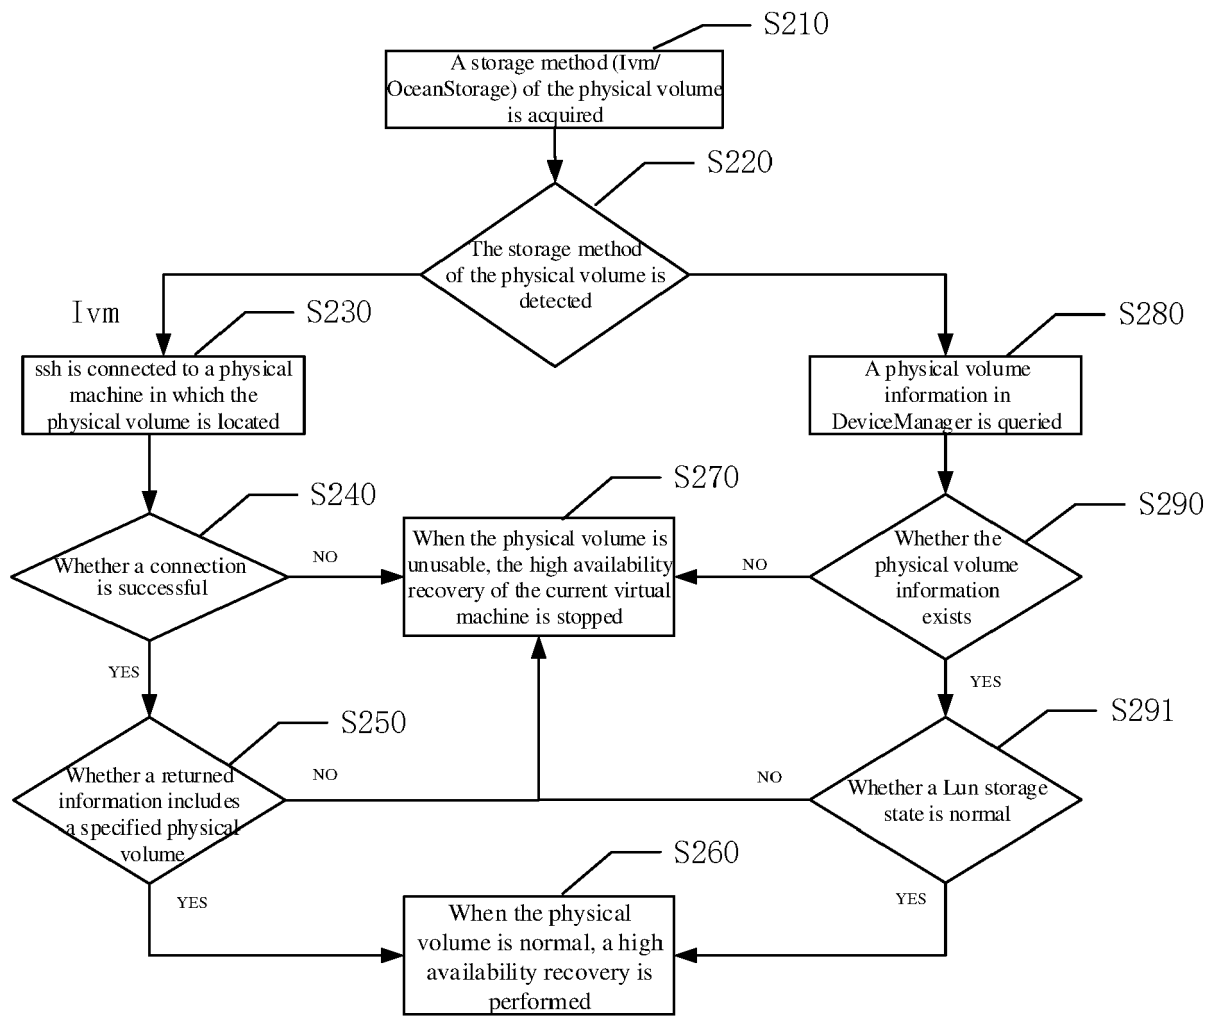 S210
A storage method (Ivm/
OceanStorage) of the physical volume
is acquired
S220
The storage method
of the physical volume is
detected
Ivm
S230
ssh is connected to a physical
machine in which the
physical volume is located
S280
A physical volume
information in
DeviceManager is queried
S240
Whether a connection
is successful
NO
YES
S270
When the physical volume is
unusable, the high availability
recovery of the current virtual
machine is stopped
S290
Whether the
physical volume
information
exists
NO
YES
S250
Whether a returned
information includes
a specified physical
volume
NO
YES
S291
Whether a Lun storage
state is normal
NO
YES
S260
When the physical
volume is normal, a high
availability recovery is
performed